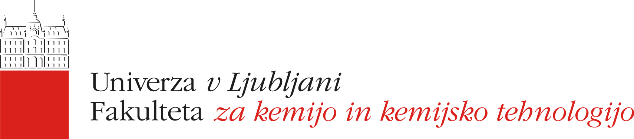 Univerza v Ljubljani
Fakulteta za kemijo in kemijsko tehnologijo